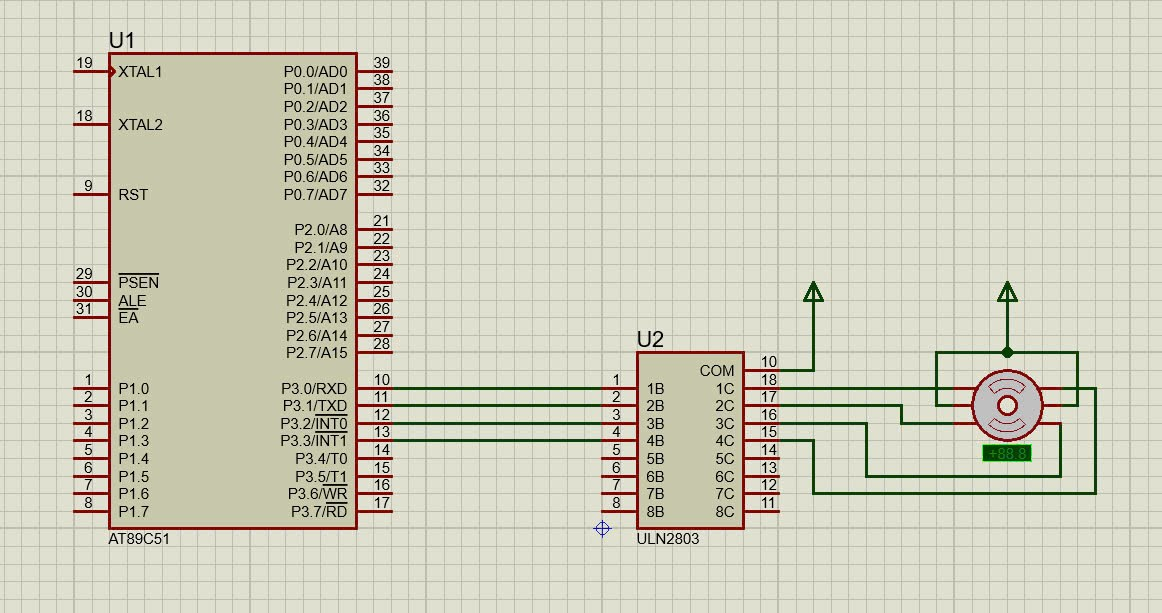 U1
19 XTAL1 P0.0/AD0 39
P0.1/AD1 38
P0.2/AD2 37
18 XTAL2 P0.3/AD3 36
P0.4/AD4 35
P0.5/AD5 34
P0.6/AD6 33
9 RST P0.7/AD7 32
P2.0/A8 21
P2.1/A9 22
P2.2/A10 23
29 PSEN P2.3/A11 24
30 ALE P2.4/A12 25
31 EA P2.5/A13 26
P2.6/A14 27
P2.7/A15 28
1 P1.0 P3.0/RXD 10
2 P1.1 P3.1/TXD 11
3 P1.2 P3.2/INT0 12
4 P1.3 P3.3/INT1 13
5 P1.4 P3.4/T0 14
6 P1.5 P3.5/T1 15
7 P1.6 P3.6/WR 16
8 P1.7 P3.7/RD 17
AT89C51
U2
COM 10
1 1B 1C 18
2 2B 2C 17
3 3B 3C 16
4 4B 4C 15
5 5B 5C 14
6 6B 6C 13
7 7B 7C 12
8 8B 8C 11
ULN2803
+88.8